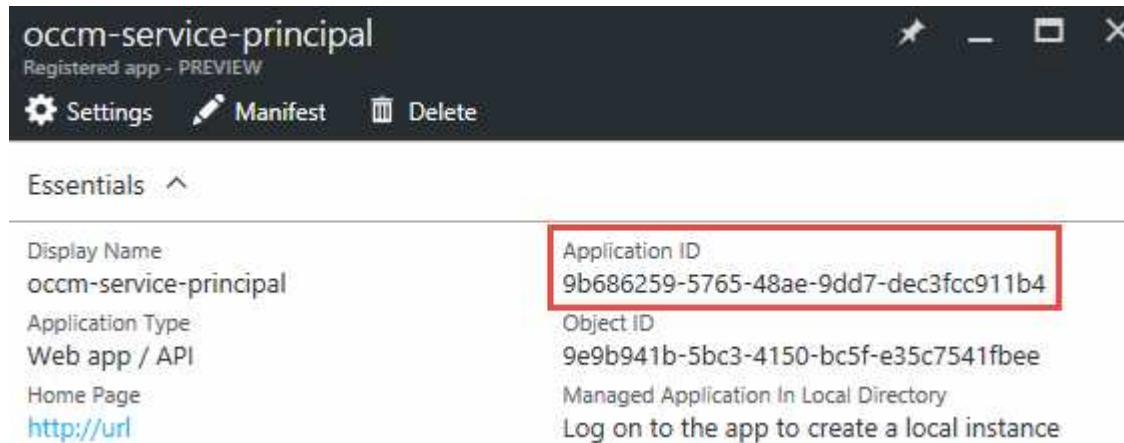 occm-service-principal
Registered app - PREVIEW
Settings Manifest Delete
Essentials
Display Name
occm-service-principal
Application Type
Web app / API
Home Page
http://url
Application ID
9b686259-5765-48ae-9dd7-dec3fcc911b4
Object ID
9e9b941b-5bc3-4150-bc5f-e35c7541fbee
Managed Application In Local Directory
Log on to the app to create a local instance